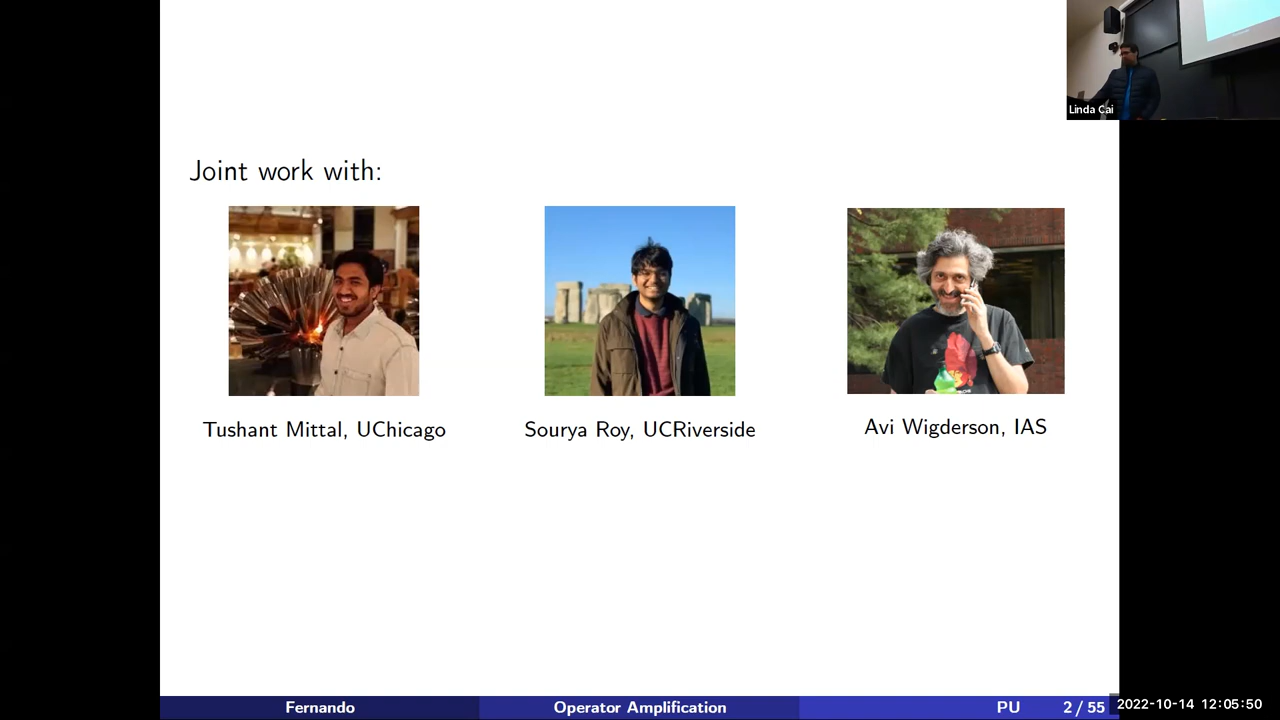 Linda Cai
Joint work with:
Tushant Mittal, UChicago
Sourya Roy, UCRiverside
Avi Wigderson, IAS
Fernando
Operator Amplification
PU
2 / 55
2022-10-14 12:05:50